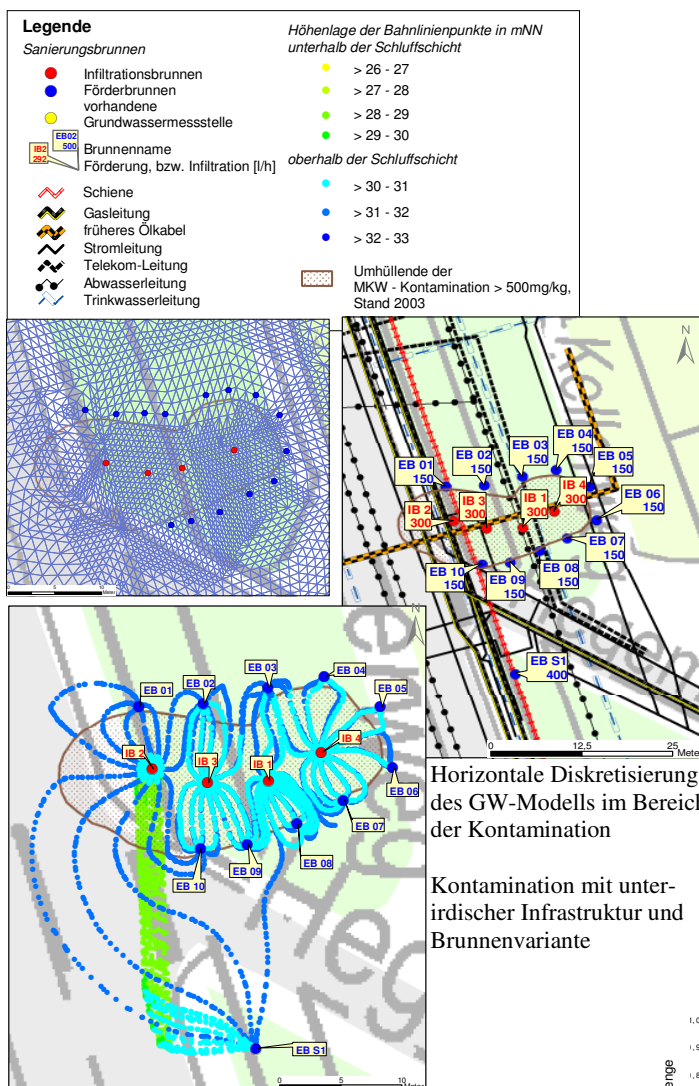 Legende
Sanierungsbrunnen
Infiltrationsbrunnen
Förderbrunnen
vorhandene
Grundwassermessstelle
EB02
500
IB2
292
Brunnenname
Förderung, bzw. Infiltration [l/h]
Schiene
Gasleitung
früheres Ölkabel
Stromleitung
Telekom-Leitung
Abwasserleitung
Trinkwasserleitung
Höhenlage der Bahnlinienpunkte in mNN
unterhalb der Schluffschicht
> 26 - 27
> 27 - 28
> 28 - 29
> 29 - 30
oberhalb der Schluffschicht
> 30 - 31
> 31 - 32
> 32 - 33
Umhüllende der
MKW - Kontamination > 500mg/kg,
Stand 2003
0 5 10
Meter
EB 01
150
EB 02
150
EB 03
150
EB 04
150
EB 05
150
EB 06
150
IB 2
300
IB 3
300
IB 1
300
IB 4
300
EB 07
150
EB 08
150
EB 09
150
EB 10
150
EB S1
400
0 12,5 25
Meter
EB 01
EB 02
EB 03
EB 04
EB 05
IB 2
IB 3
IB 1
IB 4
EB 06
EB 07
EB 08
EB 09
EB 10
EB S1
0 5 10
Meter
Horizontale Diskretisierung
des GW-Modells im Bereich
der Kontamination
Kontamination mit unter-
irdischer Infrastruktur und
Brunnenvariante